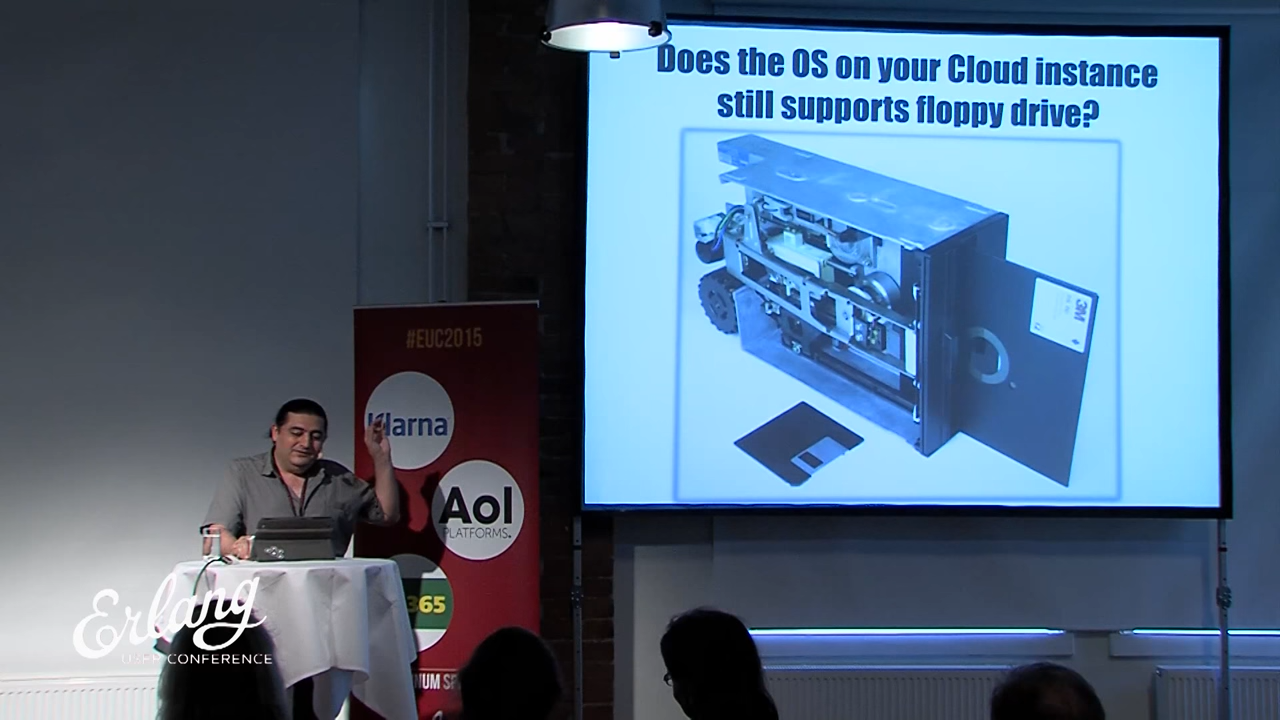 Does the OS on your Cloud instance
still supports floppy drive?
3M
#EUC2015
Klarna
Aol
PLATFORMS.
365
Erlang
USER CONFERENCE